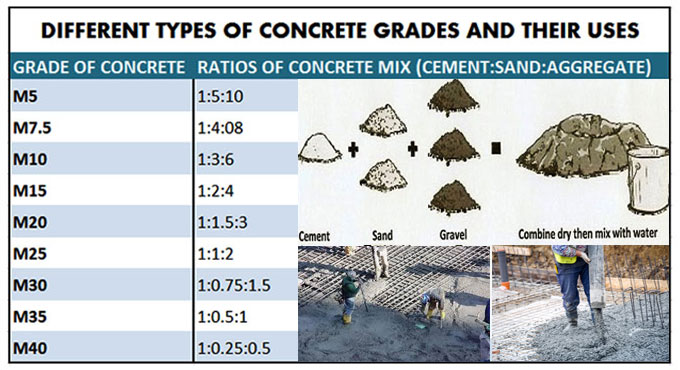 DIFFERENT TYPES OF CONCRETE GRADES AND THEIR USES
GRADE OF CONCRETE RATIOS OF CONCRETE MIX (CEMENT:SAND:AGGREGATE)
M5 1:5:10
M7.5 1:4:08
M10 1:3:6
M15 1:2:4
M20 1:1.5:3
M25 1:1:2
M30 1:0.75:1.5
M35 1:0.5:1
M40 1:0.25:0.5
Cement Sand Gravel Combine dry then mix with water